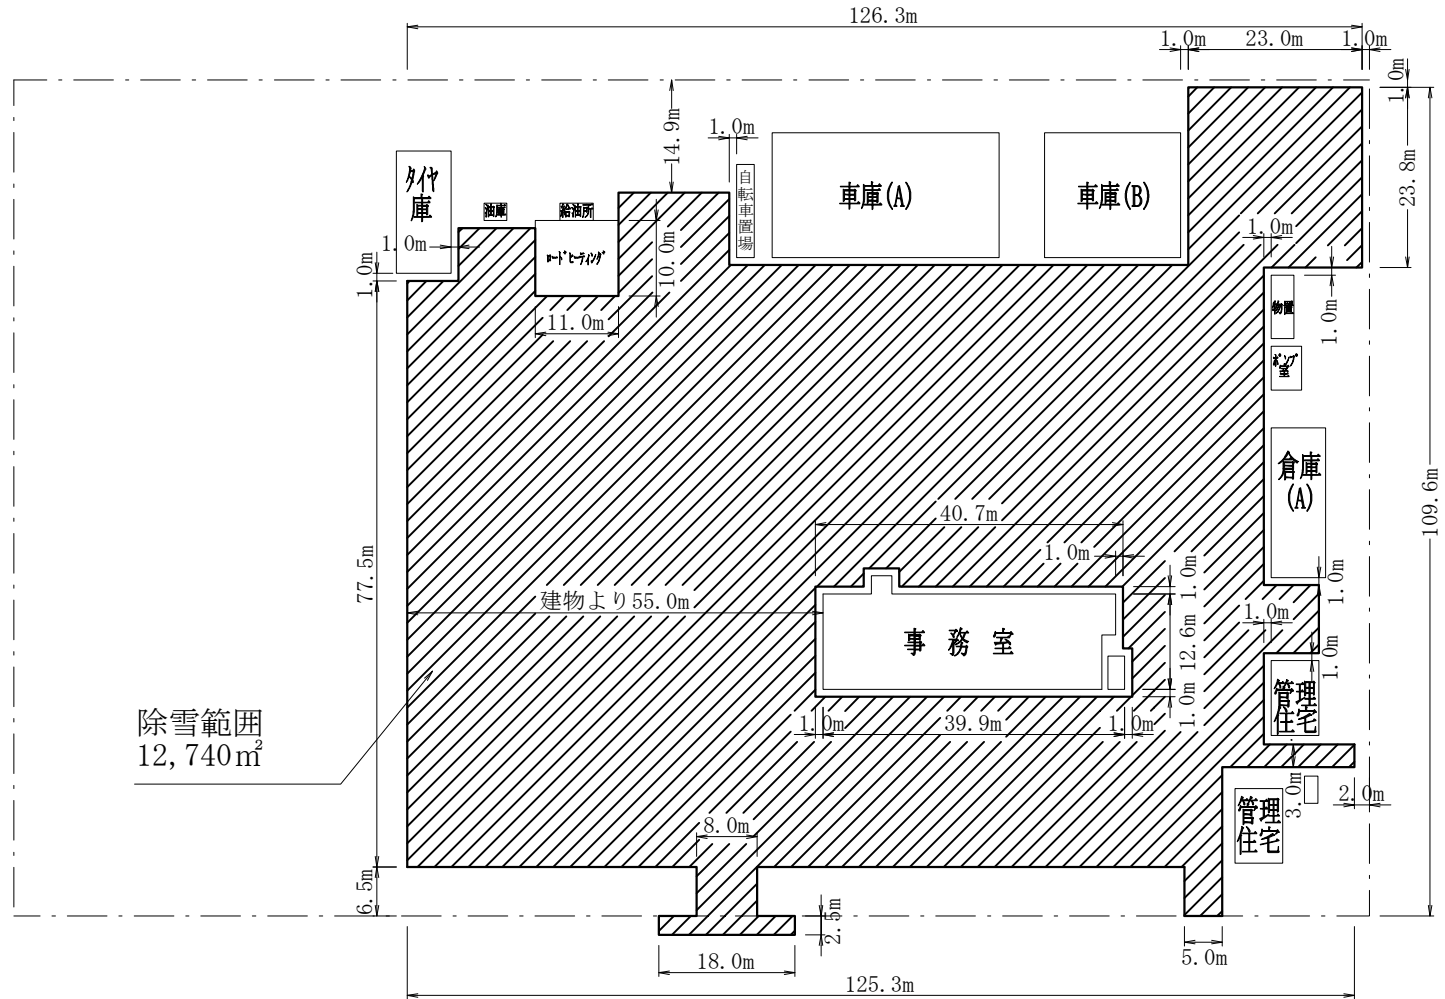 126.3m
1.0m
23.0m
1.0m
1.0m
14.9m
1.0m
23.8m
タイヤ
庫
自転車置場
車庫(A)
車庫(B)
油庫
給油所
1.0m
ﾛｰﾄﾞﾋｰﾃｨﾝｸﾞ
10.0m
1.0m
1.0m
11.0m
物置
1.0m
ﾎﾟﾝﾌﾟ
室
倉庫
(A)
109.6m
40.7m
1.0m
1.0m
1.0m
77.5m
建物より55.0m
12.6m
1.0m
事務室
1.0m
1.0m
管理
住宅
除雪範囲
12,740㎡
1.0m
39.9m
1.0m
3.0m
2.0m
管理
住宅
8.0m
6.5m
2.5m
18.0m
5.0m
125.3m